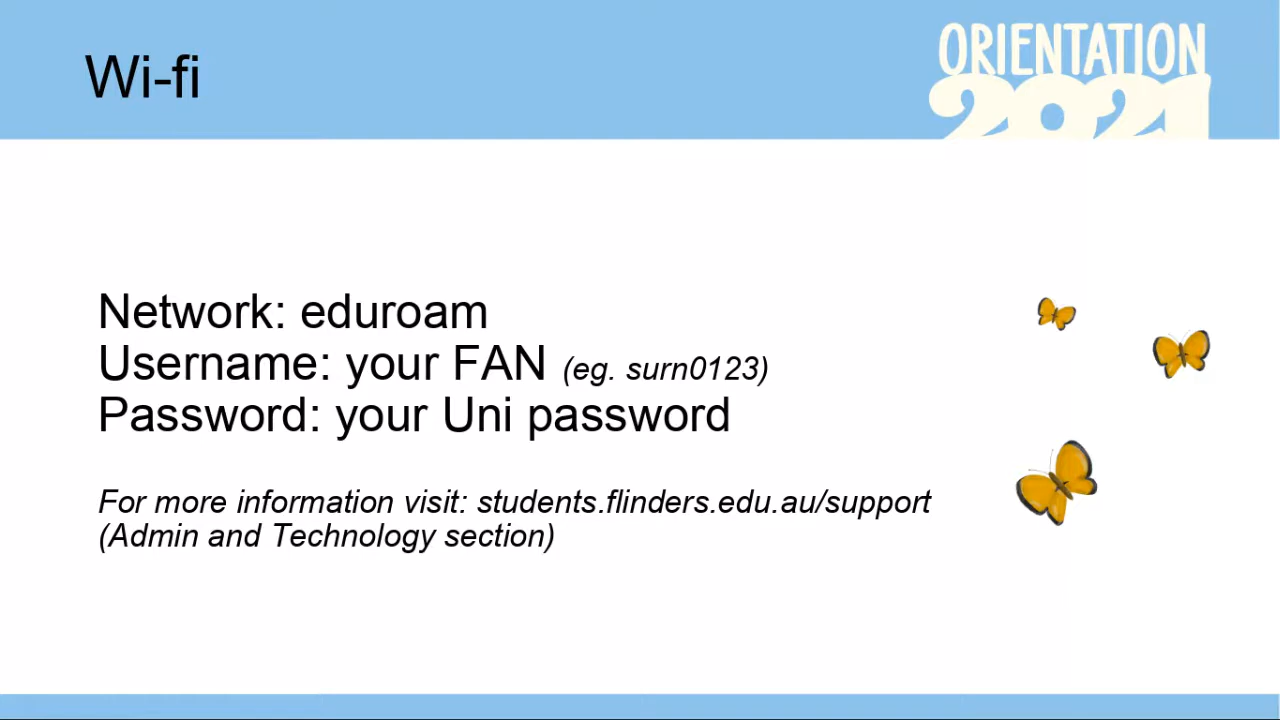 Wi-fi
ORIENTATION
2021
Network: eduroam
Username: your FAN (eg. surn0123)
Password: your Uni password
For more information visit: students.flinders.edu.au/support
(Admin and Technology section)